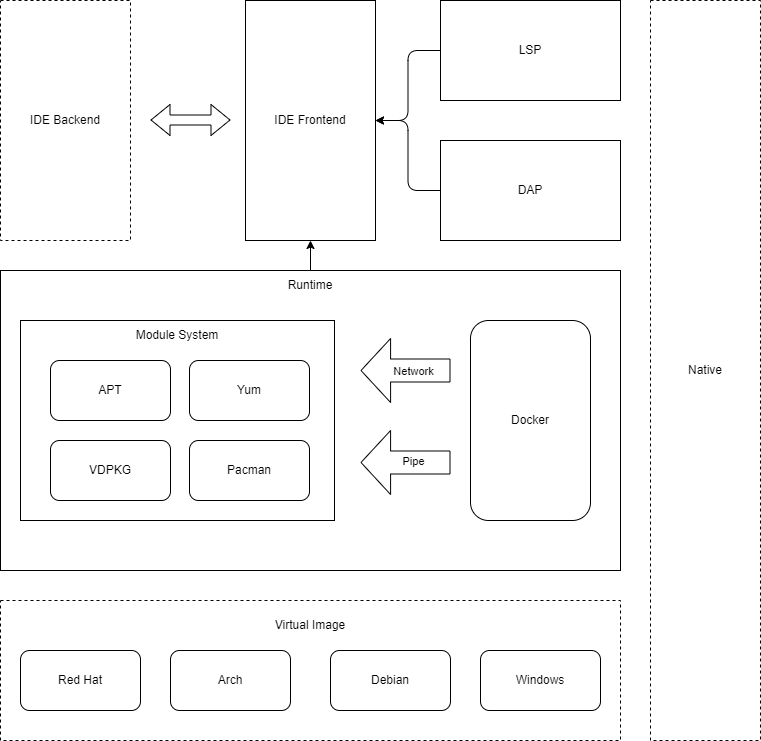 LSP
IDE Backend
IDE Frontend
DAP
Runtime
Module System
APT
Yum
VDPKG
Pacman
Network
Pipe
Docker
Native
Virtual Image
Red Hat
Arch
Debian
Windows